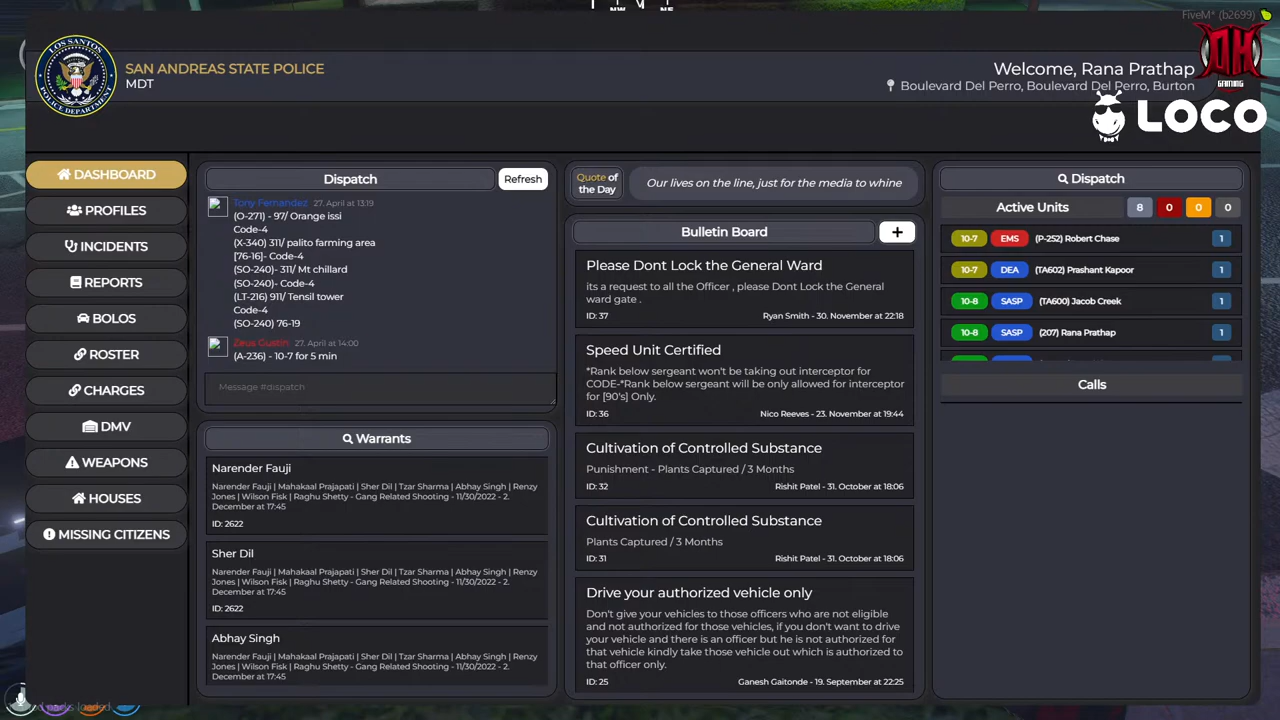 NW NE
FiveM* (b2699)
LOS SANTOS
POLICE DEPARTMENT
SAN ANDREAS STATE POLICE
MDT
Welcome, Rana Prathap
Boulevard Del Perro, Boulevard Del Perro, Burton
GAMING
LOCO
DASHBOARD
PROFILES
INCIDENTS
REPORTS
BOLOS
ROSTER
CHARGES
DMV
WEAPONS
HOUSES
MISSING CITIZENS
Dispatch
Refresh
Tony Fernandez 27. April at 13:19
(O-271) - 97/ Orange issi
Code-4
(X-340) 311/ palito farming area
[76-16]- Code-4
(SO-240)- 311/ Mt chillard
(SO-240)- Code-4
(LT-216) 911/ Tensil tower
Code-4
(SO-240) 76-19
Zeus Gustin 27. April at 14:00
(A-236) - 10-7 for 5 min
Message #dispatch
Warrants
Narender Fauji
Narender Fauji | Mahakaal Prajapati | Sher Dil | Tzar Sharma | Abhay Singh | Renzy
Jones | Wilson Fisk | Raghu Shetty - Gang Related Shooting - 11/30/2022 - 2.
December at 17:45
ID: 2622
Sher Dil
Narender Fauji | Mahakaal Prajapati | Sher Dil | Tzar Sharma | Abhay Singh | Renzy
Jones | Wilson Fisk | Raghu Shetty - Gang Related Shooting - 11/30/2022 - 2.
December at 17:45
ID: 2622
Abhay Singh
Narender Fauji | Mahakaal Prajapati | Sher Dil | Tzar Sharma | Abhay Singh | Renzy
Jones | Wilson Fisk | Raghu Shetty - Gang Related Shooting - 11/30/2022 - 2.
December at 17:45
Quote of
the Day
Our lives on the line, just for the media to whine
Bulletin Board
+
Please Dont Lock the General Ward
its a request to all the Officer , please Dont Lock the General
ward gate .
ID: 37 Ryan Smith - 30. November at 22:18
Speed Unit Certified
*Rank below sergeant won't be taking out interceptor for
CODE-*Rank below sergeant will be only allowed for interceptor
for [90's] Only.
ID: 36 Nico Reeves - 23. November at 19:44
Cultivation of Controlled Substance
Punishment - Plants Captured / 3 Months
ID: 32 Rishit Patel - 31. October at 18:06
Cultivation of Controlled Substance
Plants Captured / 3 Months
ID: 31 Rishit Patel - 31. October at 18:06
Drive your authorized vehicle only
Don't give your vehicles to those officers who are not eligible
and not authorized for those vehicles, if you don't want to drive
your vehicle and there is an officer but he is not authorized for
that vehicle kindly take those vehicle out which is authorized to
that officer only.
ID: 25 Ganesh Gaitonde - 19. September at 22:25
Dispatch
Active Units 8 0 0 0
10-7 EMS (P-252) Robert Chase 1
10-7 DEA (TA602) Prashant Kapoor 1
10-8 SASP (TA600) Jacob Creek 1
10-8 SASP (207) Rana Prathap 1
Calls